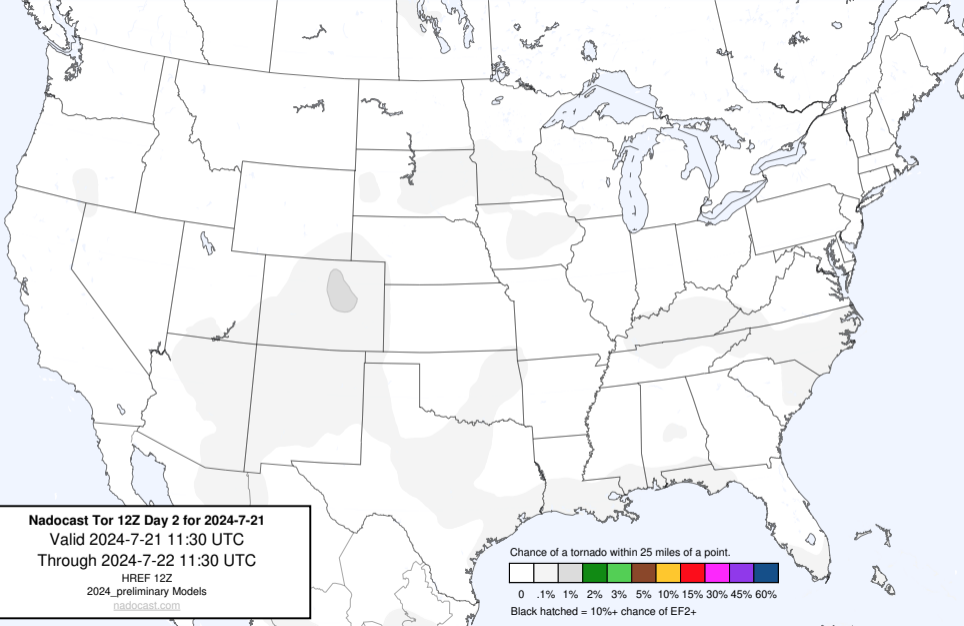 Nadocast Tor 12Z Day 2 for 2024-7-21
Valid 2024-7-21 11:30 UTC
Through 2024-7-22 11:30 UTC
HREF 12Z
2024_preliminary Models
nadocast.com
Chance of a tornado within 25 miles of a point.
0 .1% 1% 2% 3% 5% 10% 15% 30% 45% 60%
Black hatched = 10%+ chance of EF2+